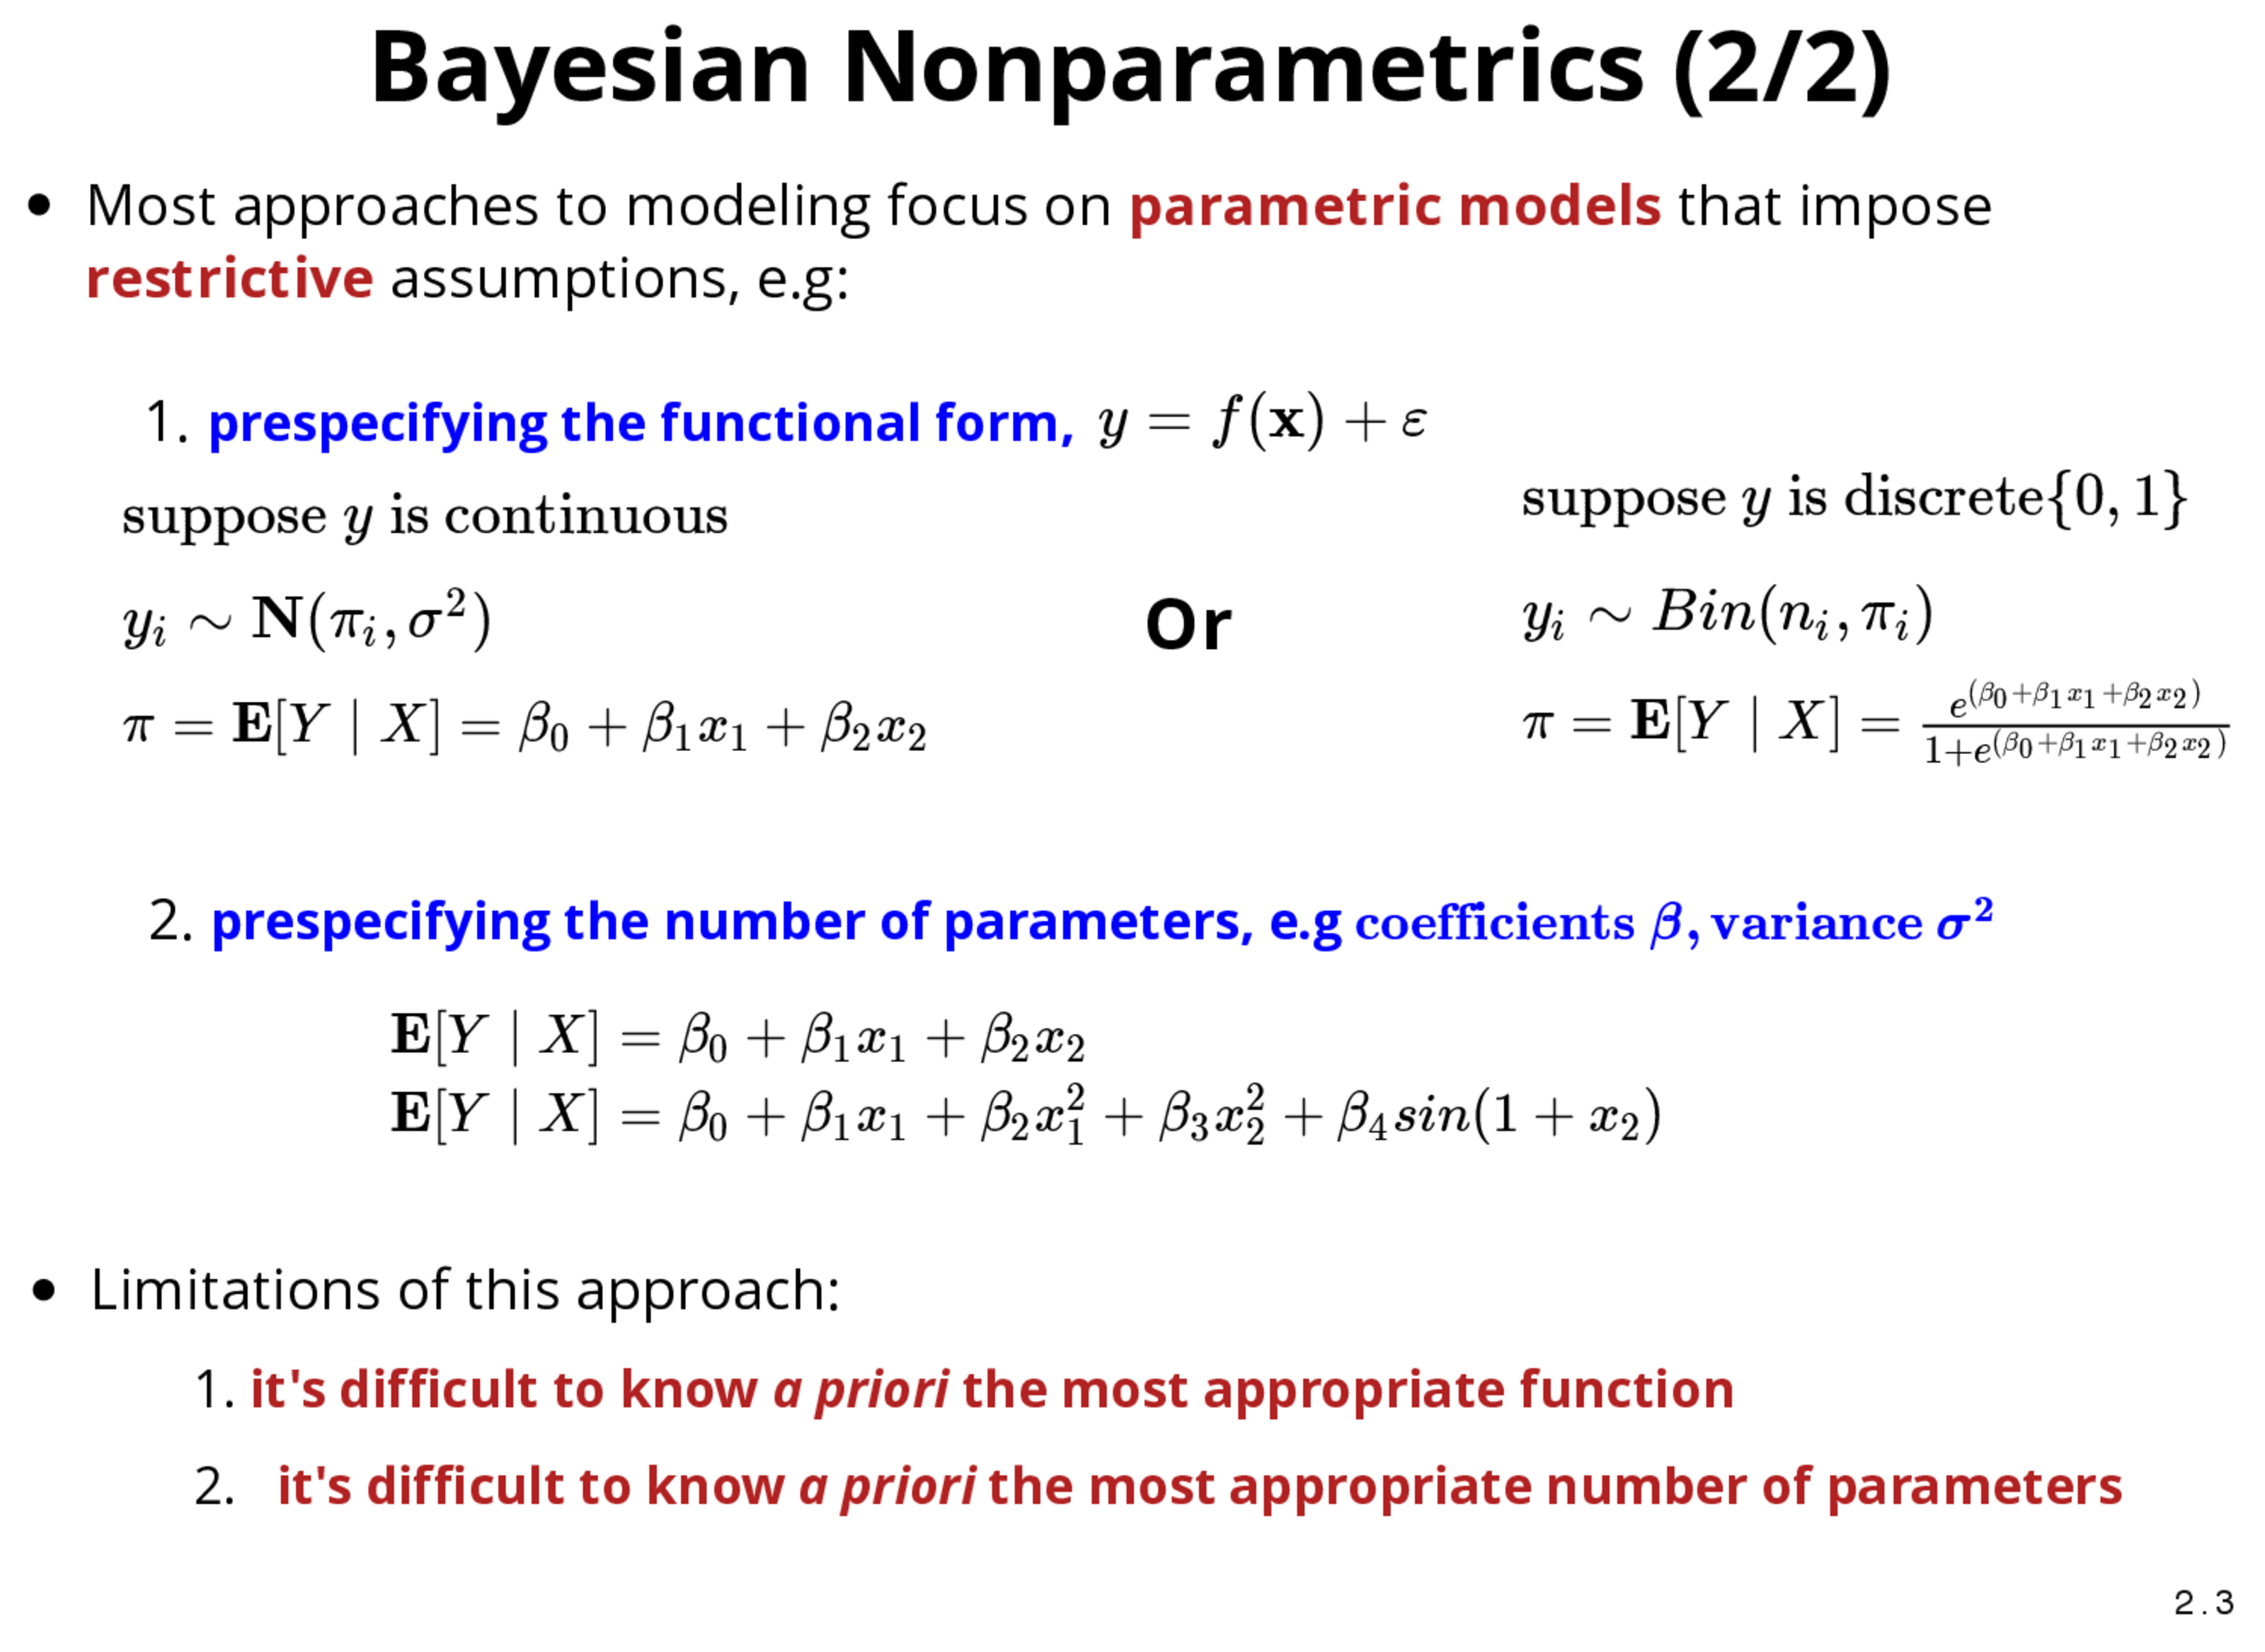 Bayesian Nonparametrics (2/2)
• Most approaches to modeling focus on parametric models that impose
restrictive assumptions, e.g:
1. prespecifying the functional form, y = f(x) + ε
suppose y is continuous
suppose y is discrete{0, 1}
yᵢ ∼ N(πᵢ, σ²)
Or
yᵢ ∼ Bin(nᵢ, πᵢ)
π = E[Y | X] = β₀ + β₁x₁ + β₂x₂
π = E[Y | X] = e^(β₀+β₁x₁+β₂x₂) / 1+e^(β₀+β₁x₁+β₂x₂)
2. prespecifying the number of parameters, e.g coefficients β, variance σ²
E[Y | X] = β₀ + β₁x₁ + β₂x₂
E[Y | X] = β₀ + β₁x₁ + β₂x₁² + β₃x₂² + β₄sin(1 + x₂)
• Limitations of this approach:
1. it's difficult to know a priori the most appropriate function
2. it's difficult to know a priori the most appropriate number of parameters
2.3